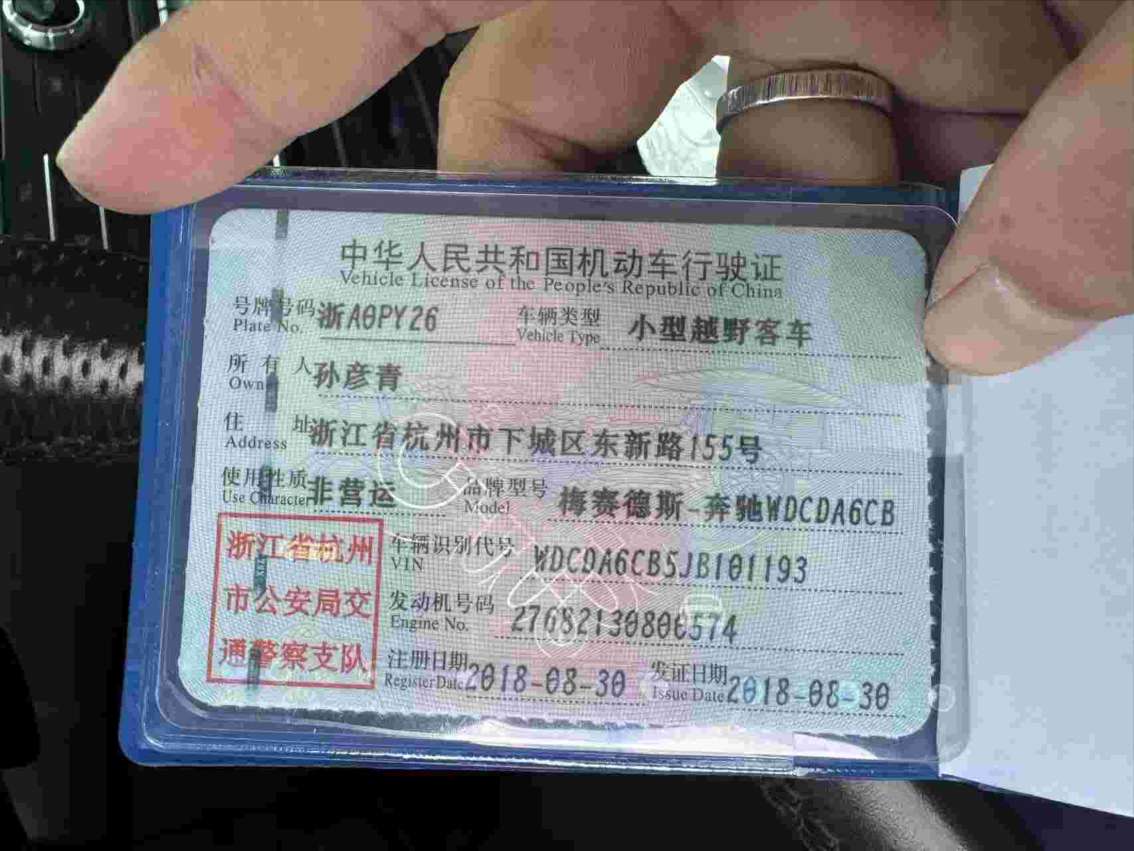 中华人民共和国机动车行驶证
Vehicle License of the People's Republic of China
号牌号码 浙A0PY26 车辆类型 小型越野客车
Plate No. Vehicle Type
所有人 孙彦青
Owner
住址 浙江省杭州市下城区东新路155号
Address
使用性质 非营运 品牌型号 梅赛德斯-奔驰WDCDA6CB
Use Character Model
浙江省杭州
市公安局交
通警察支队
车辆识别代号 WDCDA6CB5JB101193
VIN
发动机号码 27682130800574
Engine No.
注册日期 2018-08-30 发证日期 2018-08-30
Register Date Issue Date